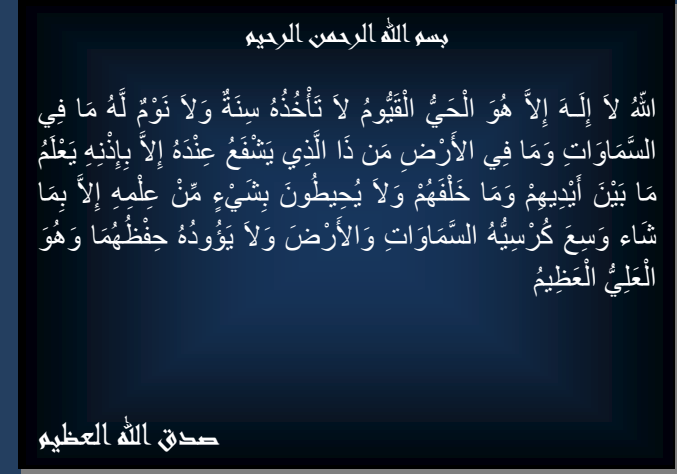 بسم الله الرحمن الرحيم
اللّهُ لاَ إِلَـهَ إِلاَّ هُوَ الْحَيُّ الْقَيُّومُ لاَ تَأْخُذُهُ سِنَةٌ وَلاَ نَوْمٌ لَّهُ مَا فِي
السَّمَاوَاتِ وَمَا فِي الأَرْضِ مَن ذَا الَّذِي يَشْفَعُ عِنْدَهُ إِلاَّ بِإِذْنِهِ يَعْلَمُ
مَا بَيْنَ أَيْدِيهِمْ وَمَا خَلْفَهُمْ وَلاَ يُحِيطُونَ بِشَيْءٍ مِّنْ عِلْمِهِ إِلاَّ بِمَا
شَاء وَسِعَ كُرْسِيُّهُ السَّمَاوَاتِ وَالأَرْضَ وَلاَ يَؤُودُهُ حِفْظُهُمَا وَهُوَ
الْعَلِيُّ الْعَظِيمُ
صدق الله العظيم